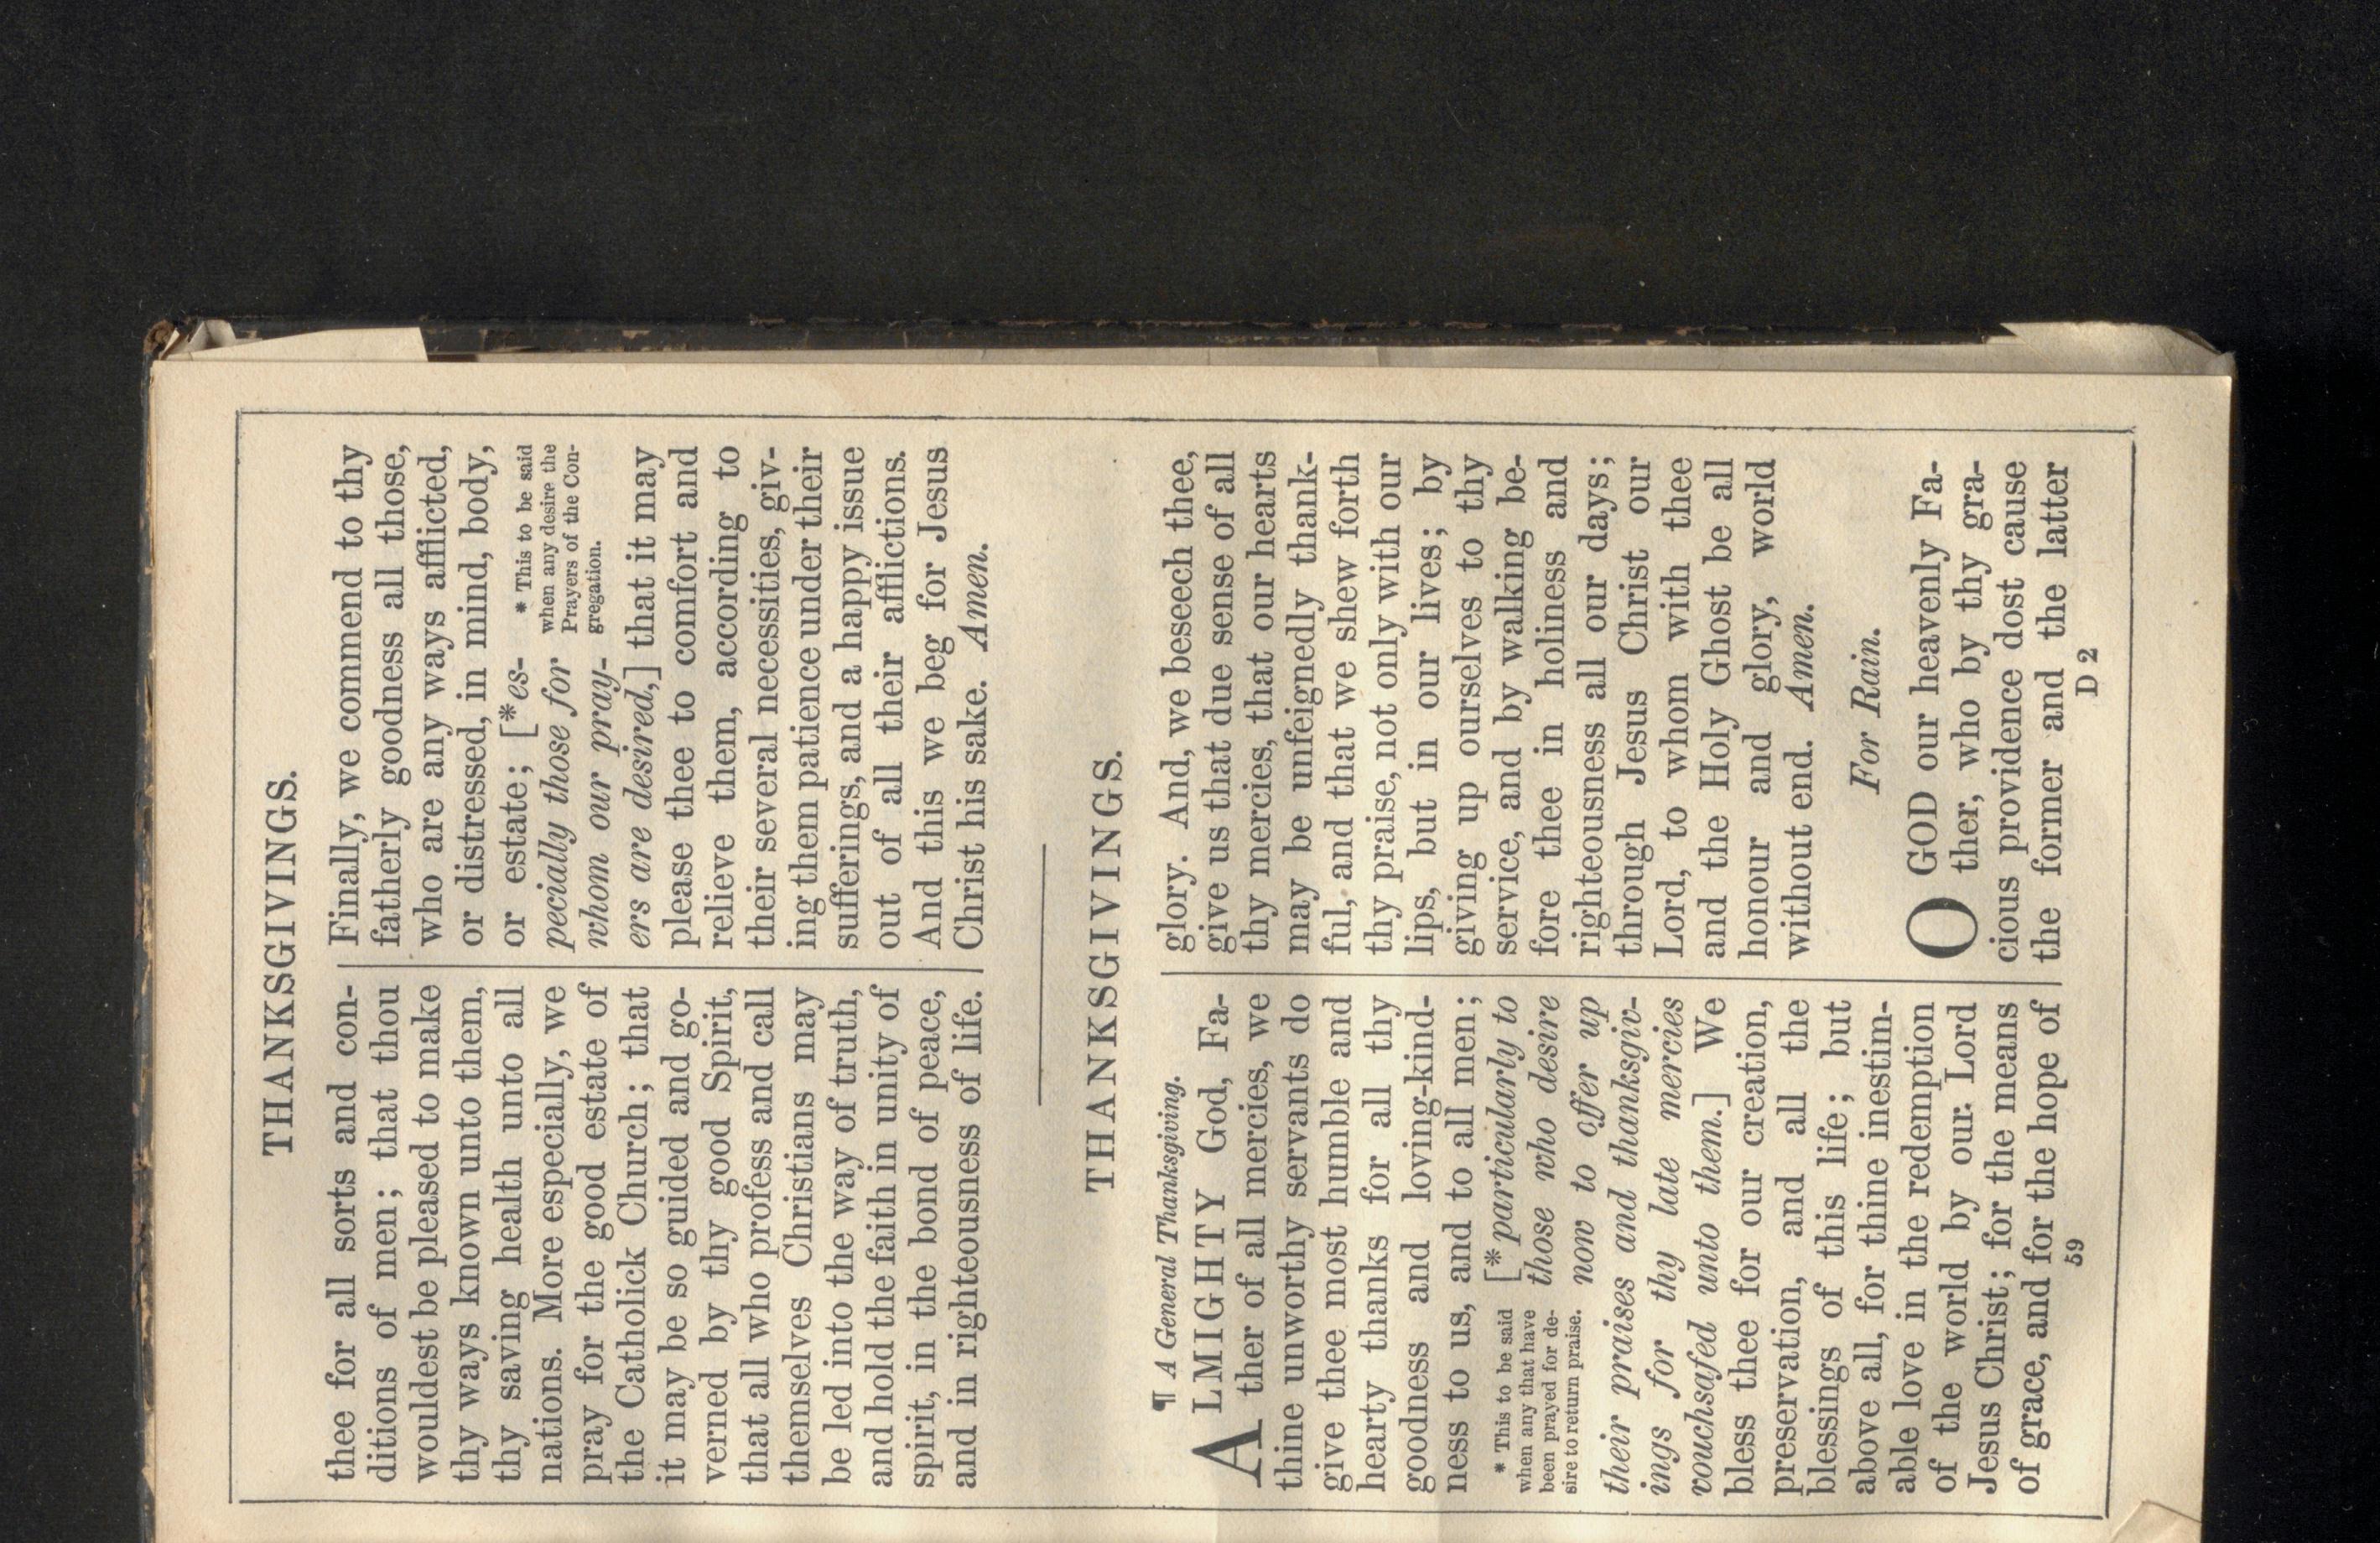 THANKSGIVINGS.
thee for all sorts and con-
ditions of men; that thou
wouldest be pleased to make
thy ways known unto them,
thy saving health unto all
nations. More especially, we
pray for the good estate of
the Catholick Church; that
it may be so guided and go-
verned by thy good Spirit,
that all who profess and call
themselves Christians may
be led into the way of truth,
and hold the faith in unity of
spirit, in the bond of peace,
and in righteousness of life.
Finally, we commend to thy
fatherly goodness all those,
who are any ways afflicted,
or distressed, in mind, body,
or estate; [*es-
pecially those for
whom our pray-
* This to be said
when any desire the
Prayers of the Con-
gregation.
ers are desired,] that it may
please thee to comfort and
relieve them, according to
their several necessities, giv-
ing them patience under their
sufferings, and a happy issue
out of all their afflictions.
And this we beg for Jesus
Christ his sake. Amen.
THANKSGIVINGS.
¶ A General Thanksgiving.
ALMIGHTY God, Fa-
ther of all mercies, we
thine unworthy servants do
give thee most humble and
hearty thanks for all thy
goodness and loving-kind-
ness to us, and to all men;
* This to be said
when any that have
been prayed for de-
sire to return praise.
[*particularly to
those who desire
now to offer up
their praises and thanksgiv-
ings for thy late mercies
vouchsafed unto them.] We
bless thee for our creation,
preservation, and all the
blessings of this life; but
above all, for thine inestim-
able love in the redemption
of the world by our Lord
Jesus Christ; for the means
of grace, and for the hope of
glory. And, we beseech thee,
give us that due sense of all
thy mercies, that our hearts
may be unfeignedly thank-
ful, and that we shew forth
thy praise, not only with our
lips, but in our lives; by
giving up ourselves to thy
service, and by walking be-
fore thee in holiness and
righteousness all our days;
through Jesus Christ our
Lord, to whom with thee
and the Holy Ghost be all
honour and glory, world
without end. Amen.
For Rain.
O GOD our heavenly Fa-
ther, who by thy gra-
cious providence dost cause
the former and the latter
59
D 2